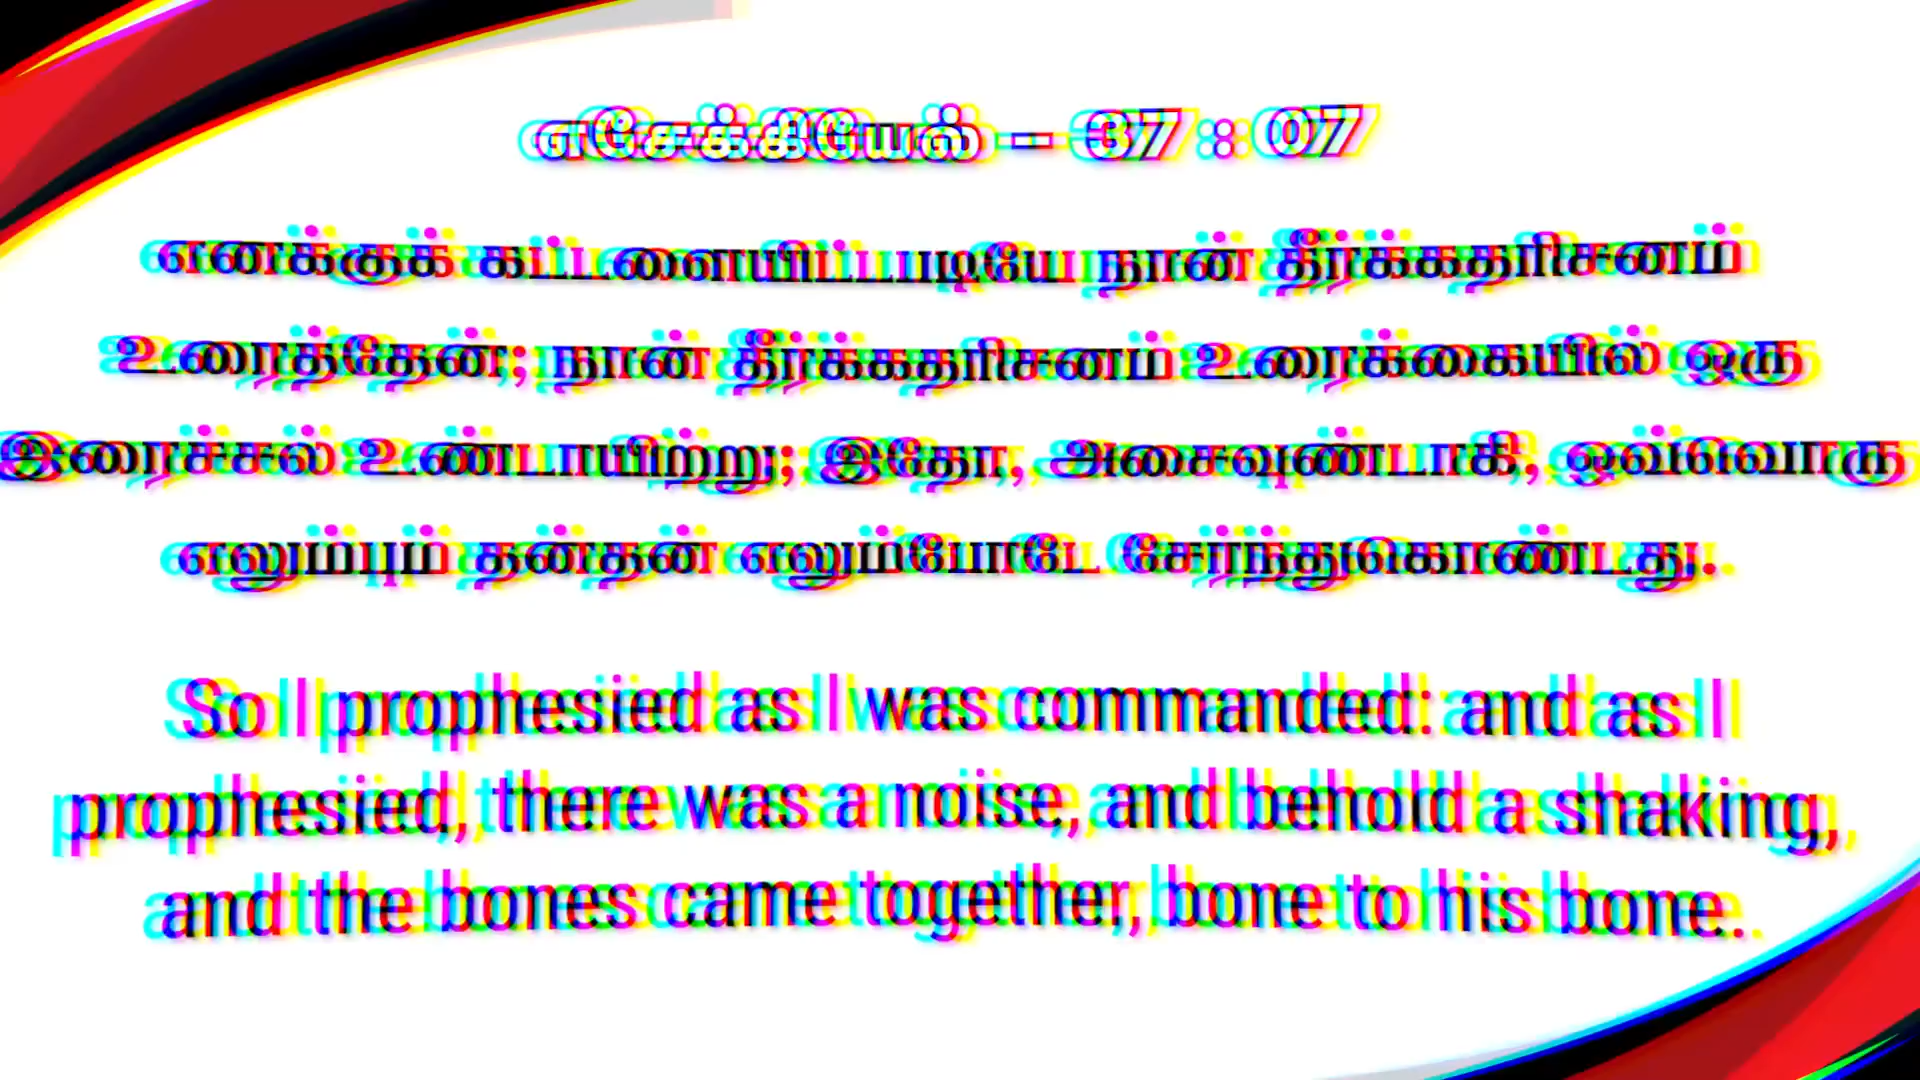 எசேக்கியேல் - 37 : 07
எனக்குக் கட்டளையிட்டபடியே நான் தீர்க்கதரிசனம்
உரைத்தேன்; நான் தீர்க்கதரிசனம் உரைக்கையில் ஒரு
இரைச்சல் உண்டாயிற்று; இதோ, அசைவுண்டாகி, ஒவ்வொரு
எலும்பும் தன்தன் எலும்போடே சேர்ந்துகொண்டது.
So I prophesied as I was commanded: and as I
prophesied, there was a noise, and behold a shaking,
and the bones came together, bone to his bone.